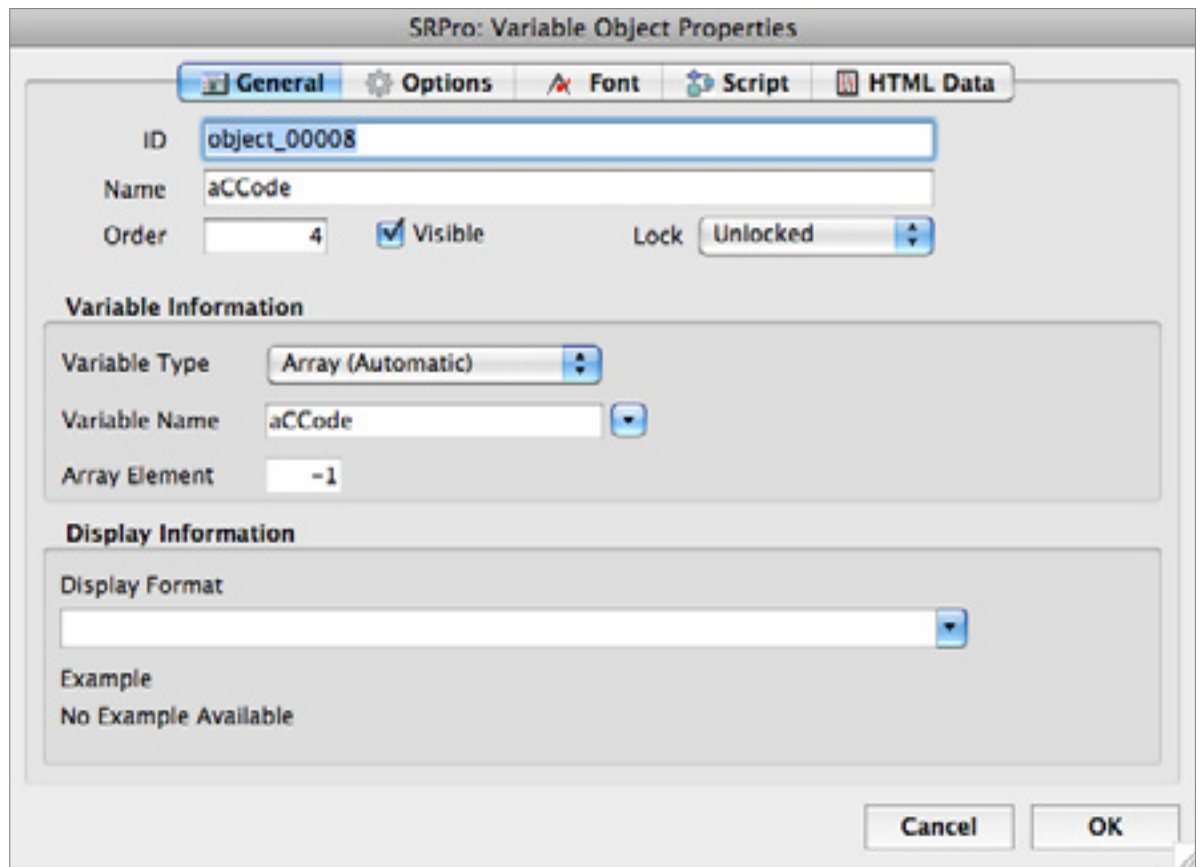 SRPro: Variable Object Properties
General Options Font Script HTML Data
ID object_00008
Name aCCode
Order 4 Visible Lock Unlocked
Variable Information
Variable Type Array (Automatic)
Variable Name aCCode
Array Element -1
Display Information
Display Format
Example
No Example Available
Cancel OK